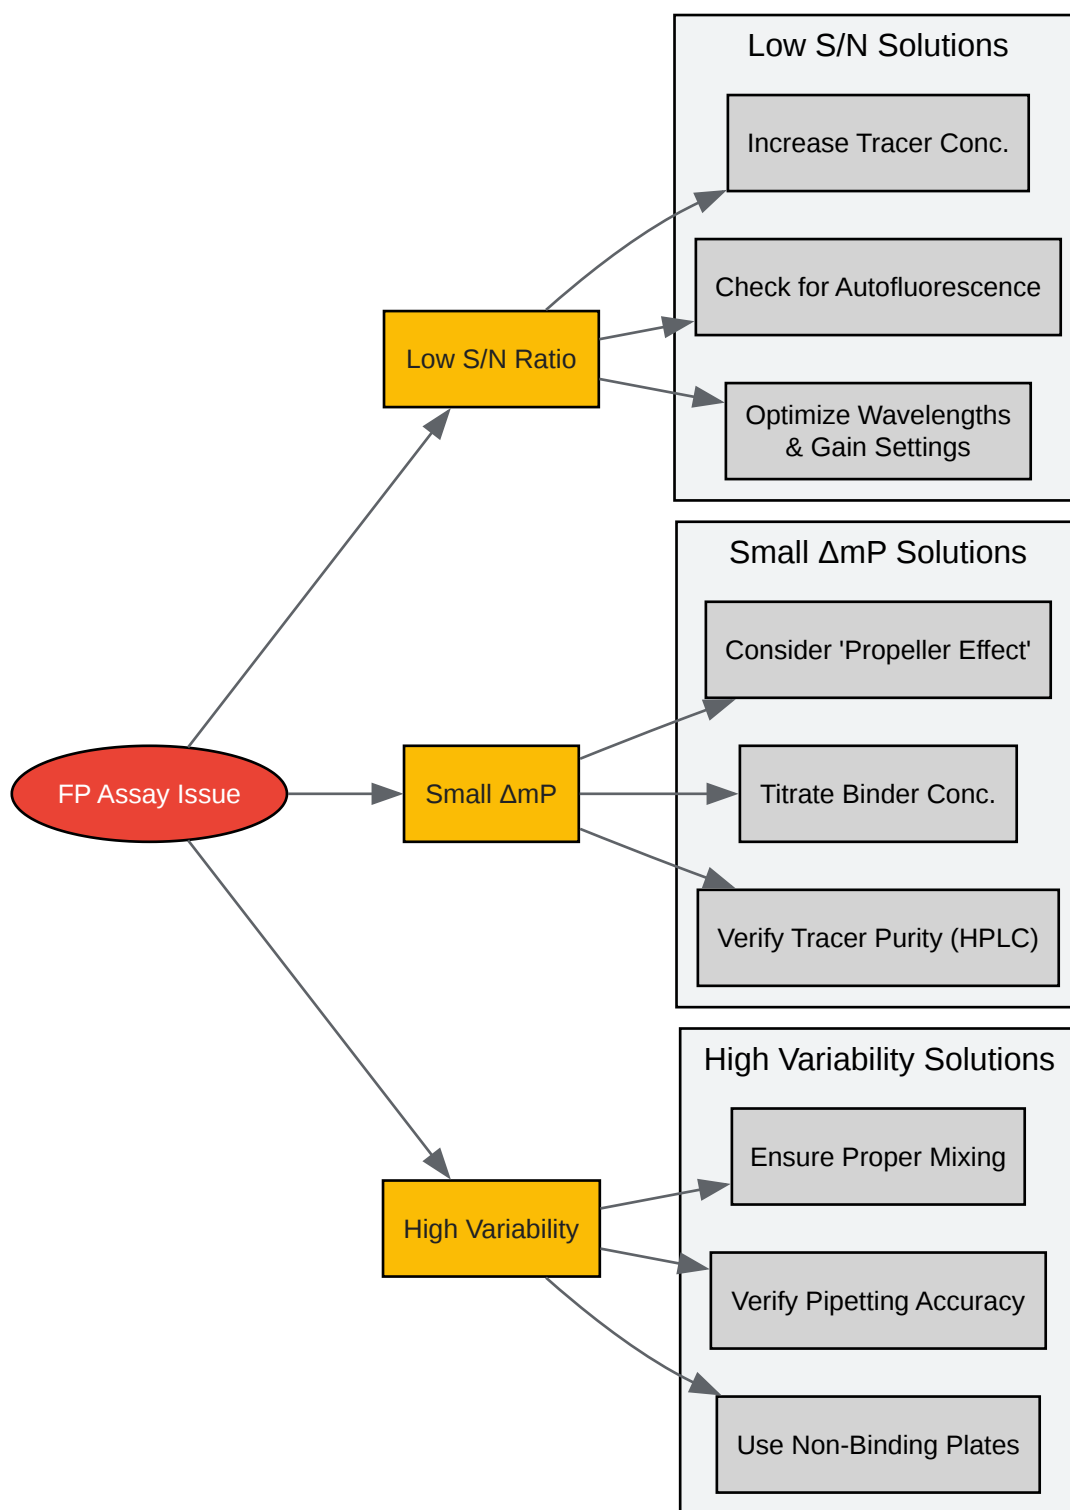 FP Assay Issue
Low S/N Ratio
Small ΔmP
High Variability
Low S/N Solutions
Increase Tracer Conc.
Check for Autofluorescence
Optimize Wavelengths
& Gain Settings
Small ΔmP Solutions
Consider 'Propeller Effect'
Titrate Binder Conc.
Verify Tracer Purity (HPLC)
High Variability Solutions
Ensure Proper Mixing
Verify Pipetting Accuracy
Use Non-Binding Plates